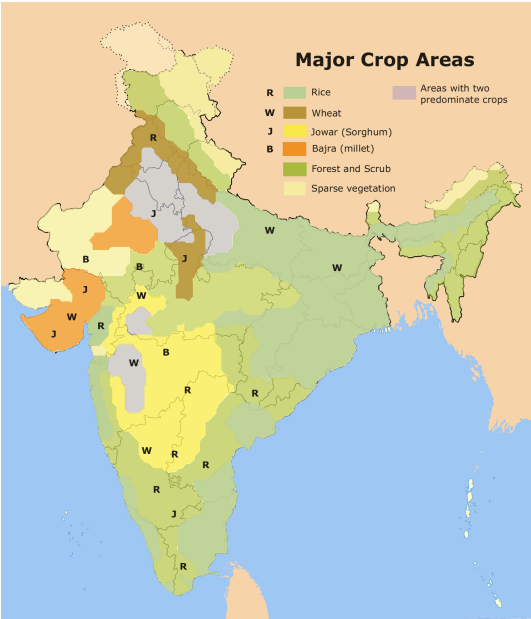 Major Crop Areas
R Rice
W Wheat
J Jowar (Sorghum)
B Bajra (millet)
Forest and Scrub
Sparse vegetation
Areas with two
predominate crops
R
J
W
B
J
B
W
J
W
W
R
J
B
W
R
R
W
R
R
R
J
R